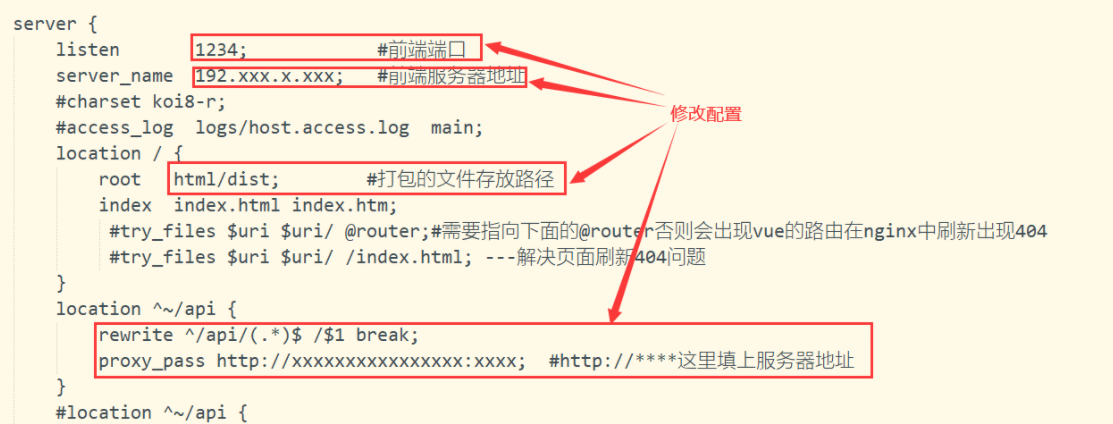 server {
listen 1234; #前端端口
server_name 192.xxx.x.xxx; #前端服务器地址
#charset koi8-r;
修改配置
#access_log logs/host.access.log main;
location / {
root html/dist; #打包的文件存放路径
index index.html index.htm;
#try_files $uri $uri/ @router;#需要指向下面的@router否则会出现vue的路由在nginx中刷新出现404
#try_files $uri $uri/ /index.html; ---解决页面刷新404问题
}
location ^~/api {
rewrite ^/api/(.*)$ /$1 break;
proxy_pass http://xxxxxxxxxxxxxxxx:xxxx; #http://****这里填上服务器地址
}
#location ^~/api {